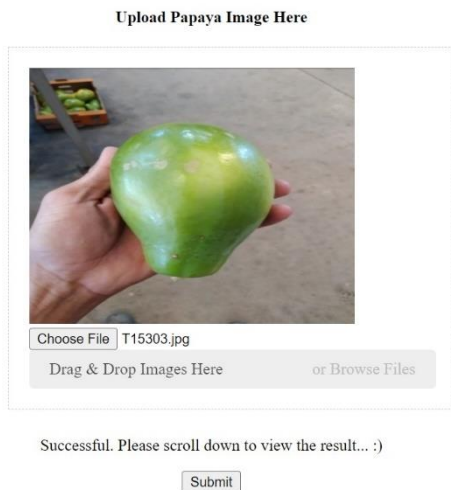 Upload Papaya Image Here
Choose File T15303.jpg
Drag & Drop Images Here or Browse Files
Successful. Please scroll down to view the result... :)
Submit